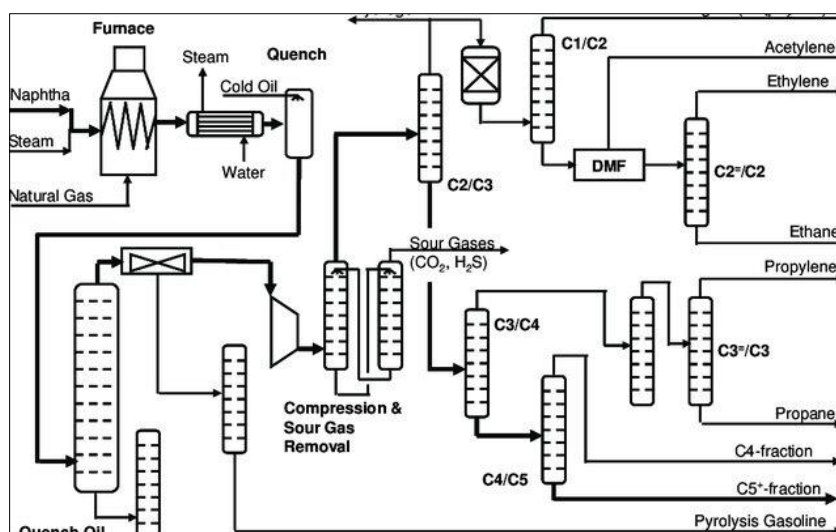 Furnace
Steam
Quench
Cold Oil
Naphtha
Steam
Water
Natural Gas
C1/C2
Acetylene
Ethylene
DMF
C2/C3
C2=/C2
Ethane
Sour Gases
(CO2, H2S)
Propylene
C3/C4
C3=/C3
Compression &
Sour Gas
Removal
Propane
C4-fraction
C4/C5
C5+-fraction
Pyrolysis Gasoline
Quench Oil